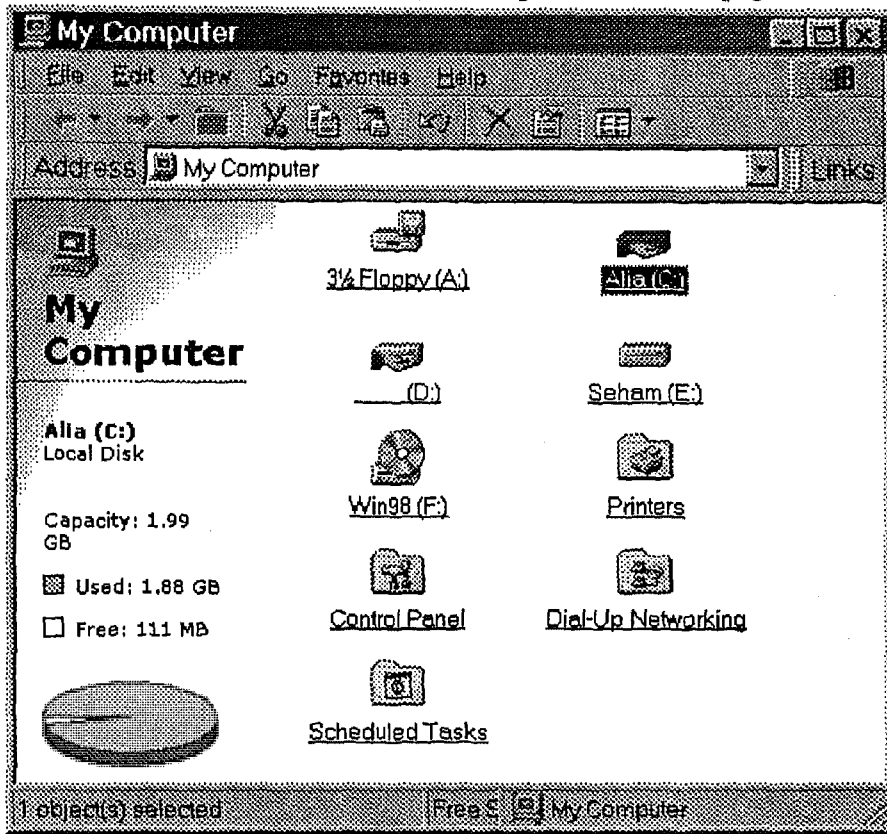 My Computer
File Edit View Go Favorites Help
Address My Computer Links
My
Computer
Alia (C:)
Local Disk
Capacity: 1.99
GB
Used: 1.88 GB
Free: 111 MB
3½ Floppy (A:)
Alia (C:)
(D:)
Seham (E:)
Win98 (F:)
Printers
Control Panel
Dial-Up Networking
Scheduled Tasks
1 object(s) selected Free S My Computer